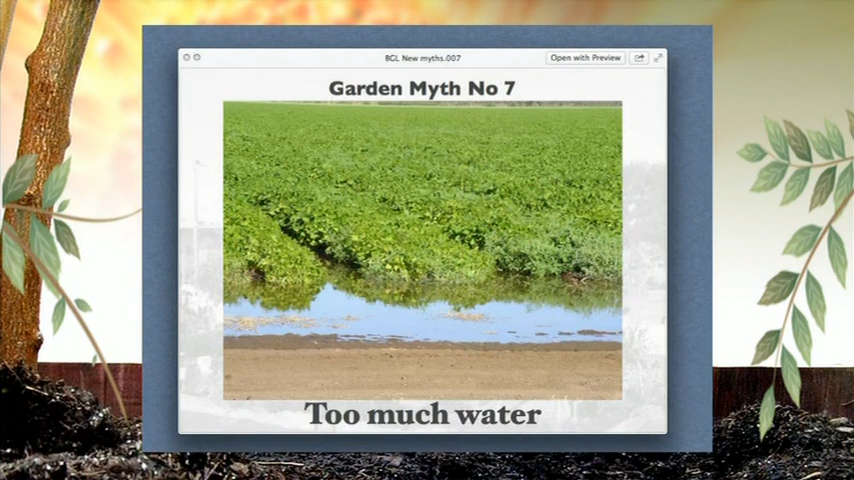 BGL New myths.007
Open with Preview
Garden Myth No 7
Too much water